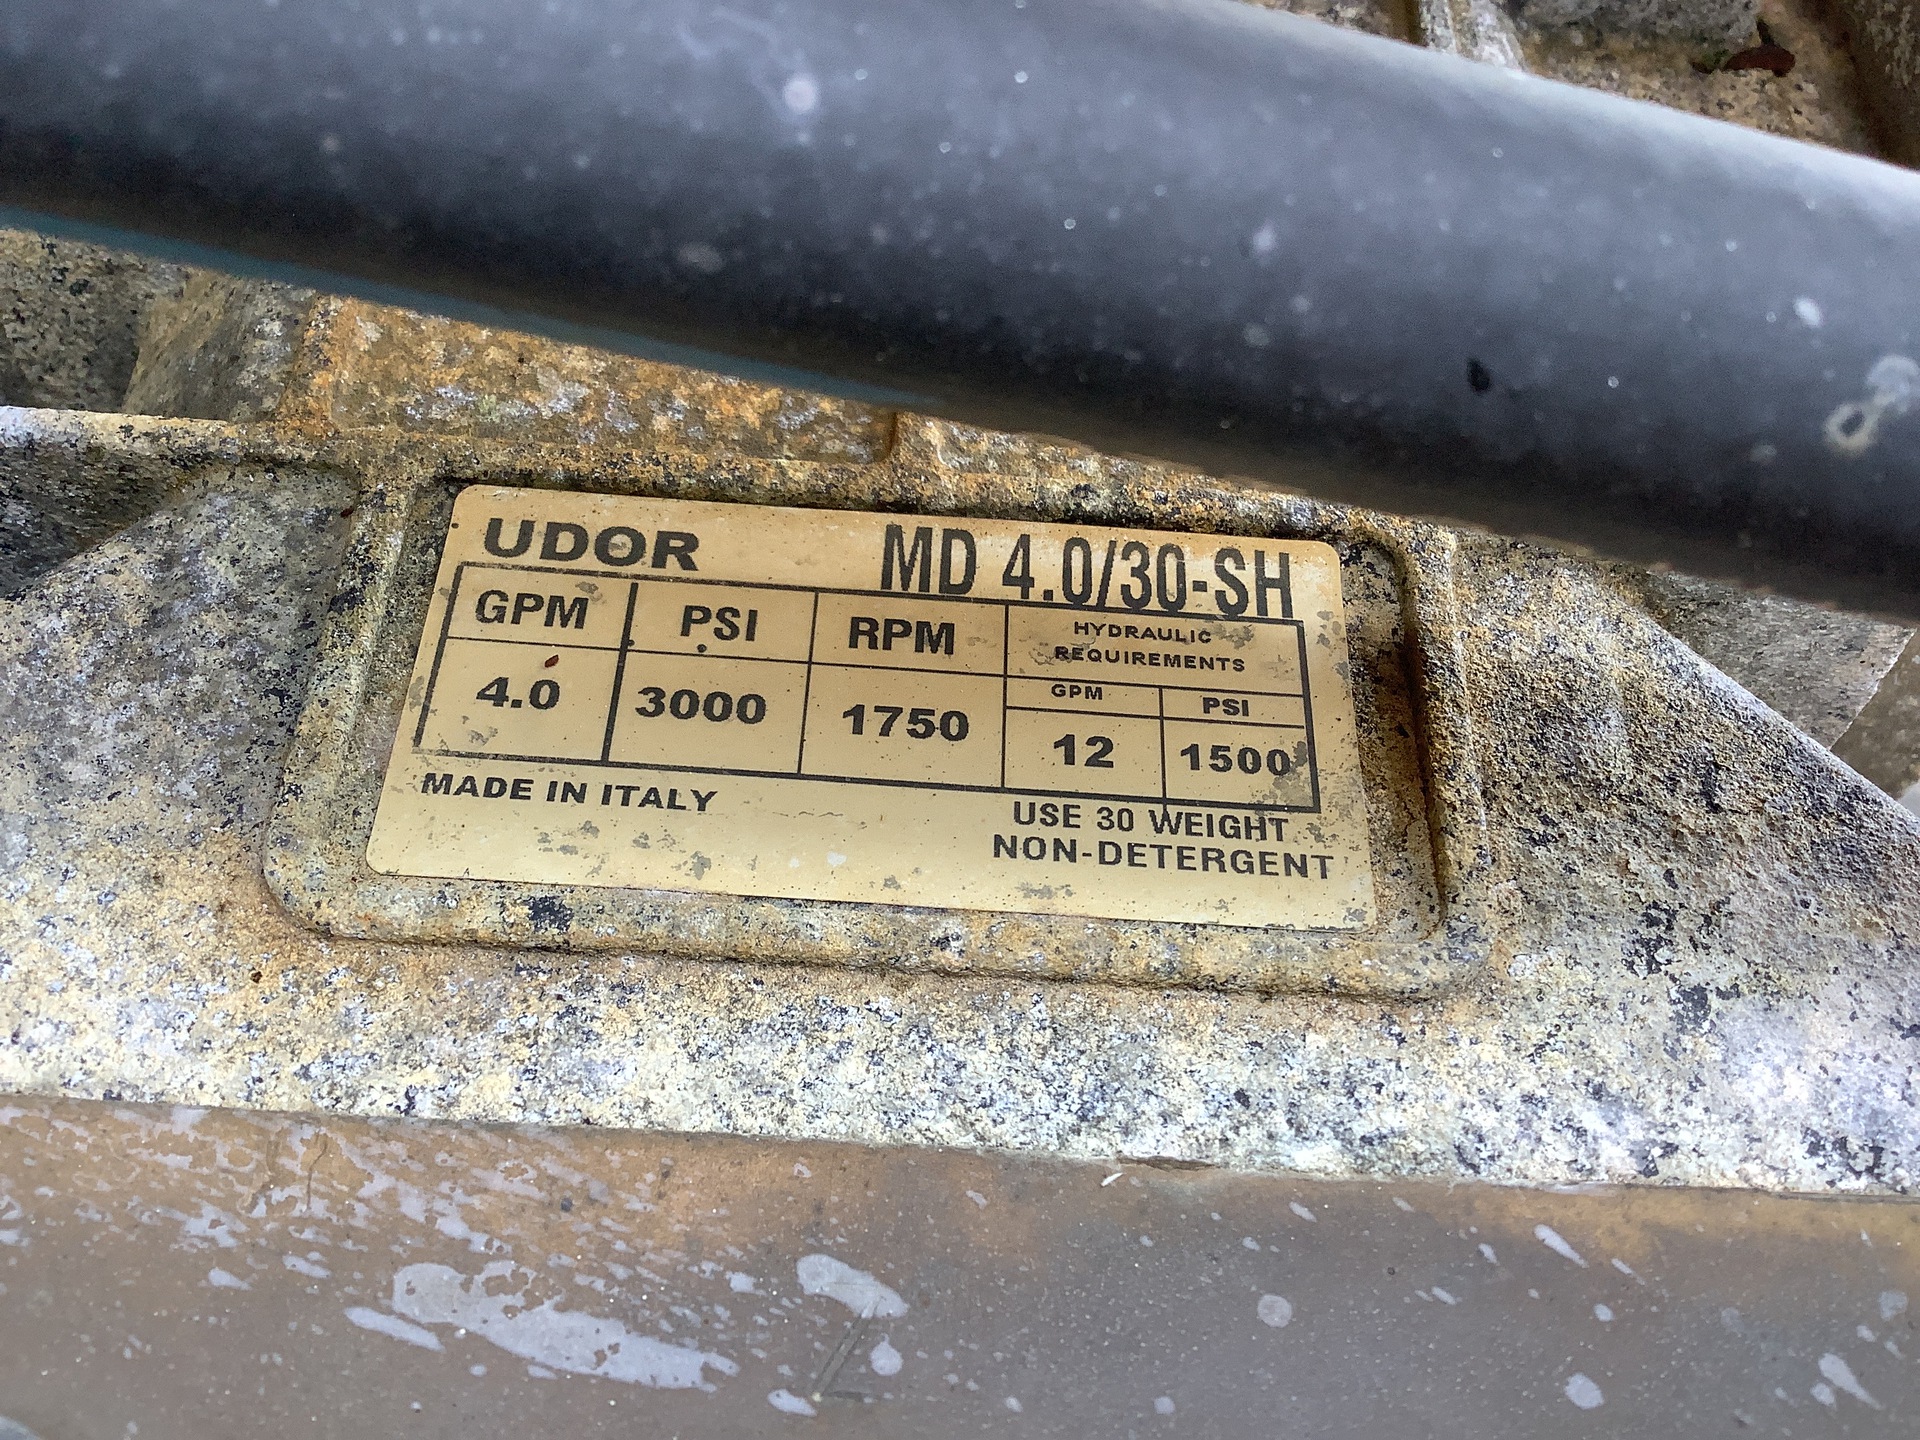 UDOR MD 4.0/30-SH
GPM PSI RPM HYDRAULIC
REQUIREMENTS
GPM PSI
4.0 3000 1750 12 1500
MADE IN ITALY
USE 30 WEIGHT
NON-DETERGENT